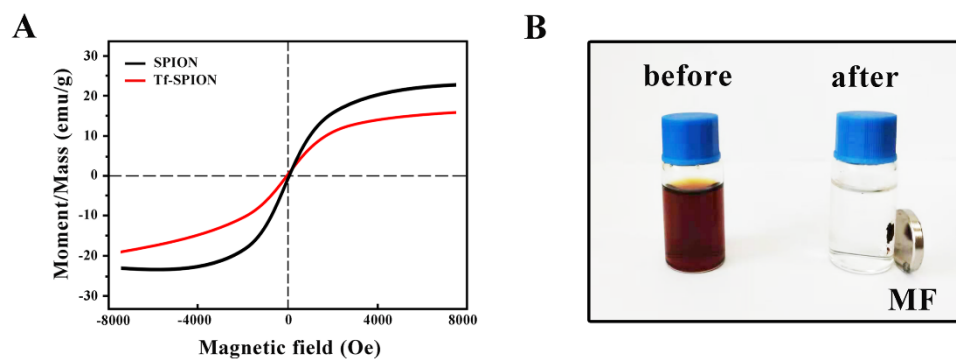 A
SPION
Tf-SPION
Moment/Mass (emu/g)
30
20
10
0
-10
-20
-30
-8000
-4000
0
4000
8000
Magnetic field (Oe)
B
before
after
MF